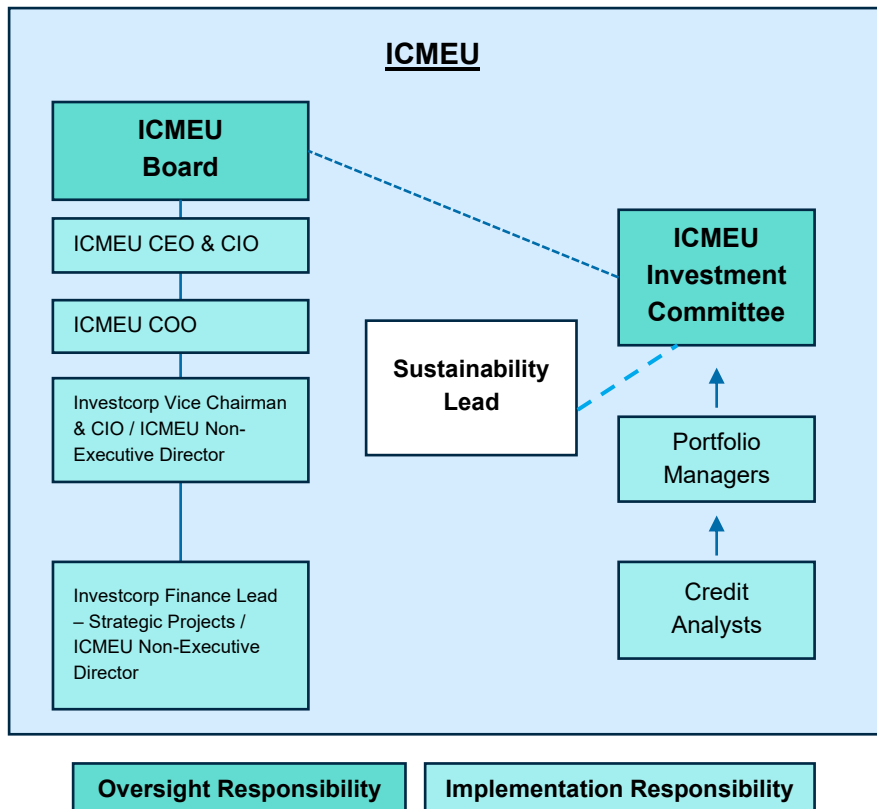 ICMEU
ICMEU
Board
ICMEU CEO & CIO
ICMEU COO
Investcorp Vice Chairman
& CIO / ICMEU Non-
Executive Director
Investcorp Finance Lead
– Strategic Projects /
ICMEU Non-Executive
Director
Sustainability
Lead
ICMEU
Investment
Committee
Portfolio
Managers
Credit
Analysts
Oversight Responsibility
Implementation Responsibility